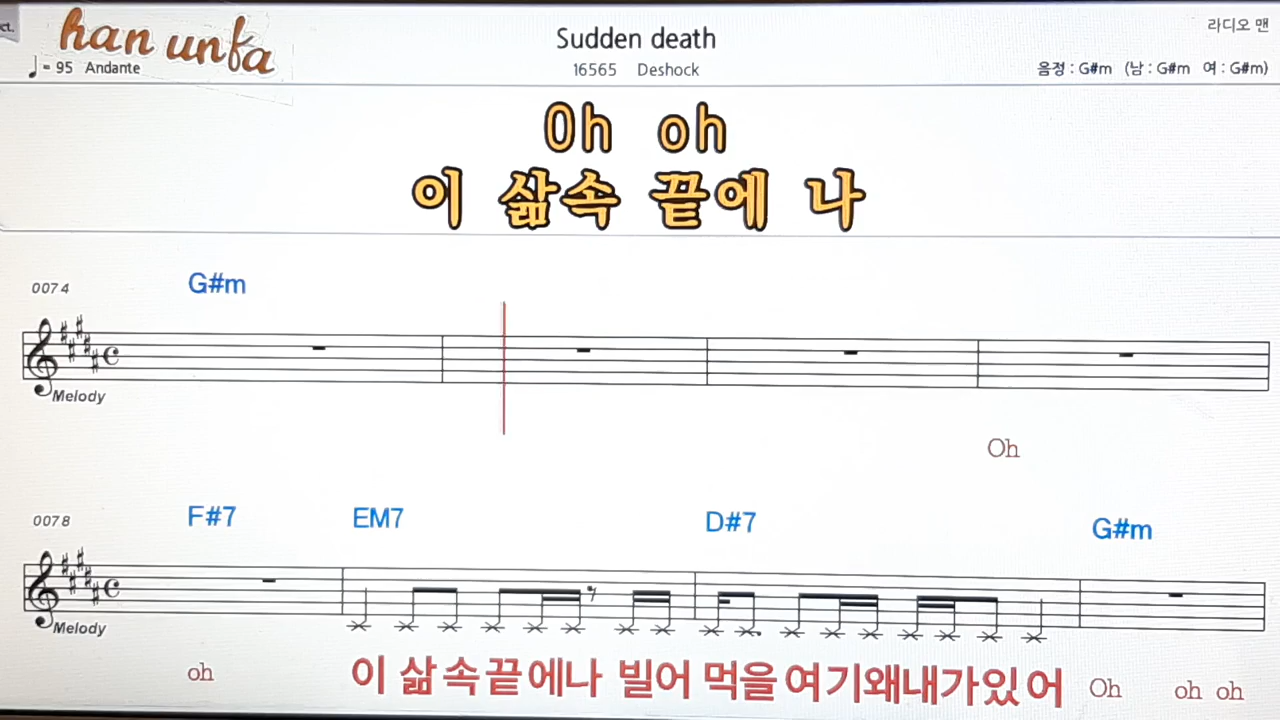 ct.
han unfa
Sudden death
라디오 맨
♩= 95 Andante
16565 Deshock
음정 : G#m (남 : G#m 여 : G#m)
Oh oh
이 삶속 끝에 나
0074
G#m
Melody
Oh
0078
F#7 EM7 D#7 G#m
Melody
oh 이 삶속끝에나 빌어 먹을여기왜내가있어 Oh oh oh